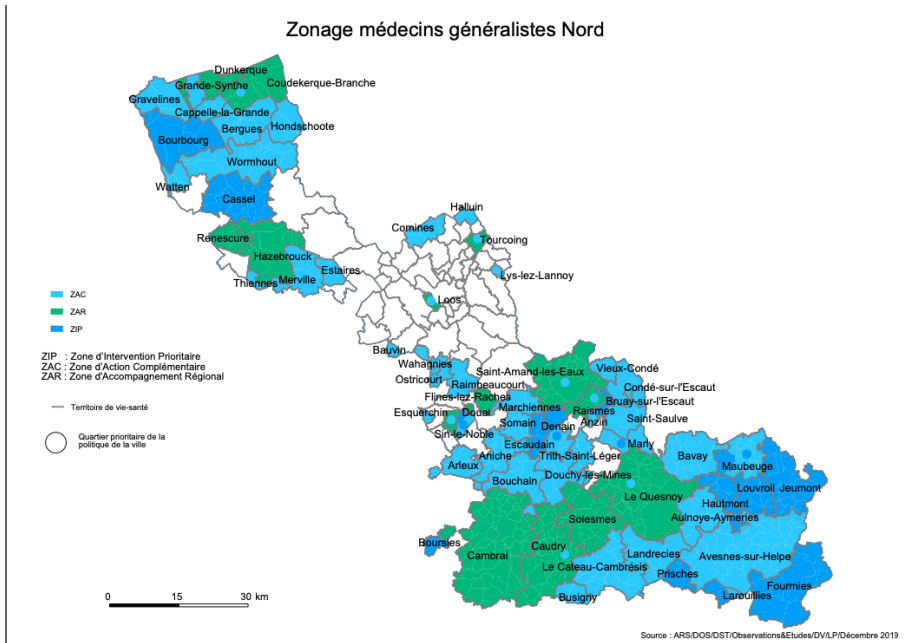 Zonage médecins généralistes Nord
Dunkerque
Grande-Synthe
Coudekerque-Branche
Gravelines
Cappelle-la-Grande
Bergues
Hondschoote
Bourbourg
Wormhout
Watten
Cassel
Halluin
Comines
Tourcoing
Renescure
Hazebrouck
Estaires
Lys-lez-Lannoy
Thiennes
Merville
Loos
ZAC
ZAR
ZIP
ZIP : Zone d'Intervention Prioritaire
ZAC : Zone d'Action Complémentaire
ZAR : Zone d'Accompagnement Régional
Territoire de vie-santé
Quartier prioritaire de la
politique de la ville
Bauvin
Wahagnies
Saint-Amand-les-Eaux
Vieux-Condé
Ostricourt
Raimbeaucourt
Condé-sur-l'Escaut
Flines-lez-Raches
Bruay-sur-l'Escaut
Esquerchin
Douai
Marchiennes
Raismes
Saint-Saulve
Somain
Denain
Anzin
Sin-le-Noble
Escaudain
Marly
Aniche
Trith-Saint-Léger
Bavay
Arleux
Maubeuge
Bouchain
Douchy-les-Mines
Louvroil
Jeumont
Le Quesnoy
Hautmont
Aulnoye-Aymeries
Solesmes
Boursies
Cambrai
Caudry
Landrecies
Avesnes-sur-Helpe
Le Cateau-Cambrésis
Prisches
Fourmies
Busigny
Larouillies
0 15 30 km
Source : ARS/DOS/DST/Observations&Etudes/DV/LP/Décembre 2019